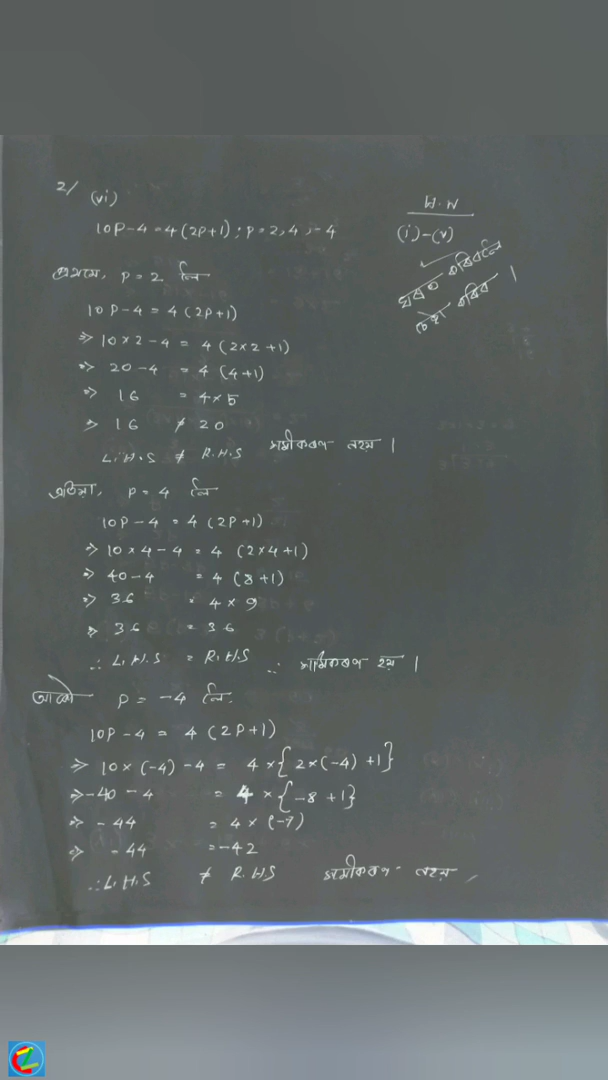 2/ (vi)
10P-4=4(2P+1); P=2,4,-4
H.W
(i)-(v)
ঘৰত কৰিবলৈ
চেষ্টা কৰিব ।
প্ৰথমে, P=2 লৈ
10P-4=4(2P+1)
⇒ 10×2-4 = 4(2×2+1)
⇒ 20-4 = 4(4+1)
⇒ 16 = 4×5
⇒ 16 ≠ 20
L.H.S ≠ R.H.S সমীকৰণ নহয় ।
এতিয়া, P=4 লৈ
10P-4=4(2P+1)
⇒ 10×4-4 = 4(2×4+1)
⇒ 40-4 = 4(8+1)
⇒ 36 = 4×9
⇒ 36 = 36
∴ L.H.S = R.H.S ∴ সমিকৰণ হয় ।
আকৌ P=-4 লৈ.
10P-4 = 4(2P+1)
⇒ 10×(-4)-4 = 4×{2×(-4)+1}
⇒ -40-4 = 4×{-8+1}
⇒ -44 = 4×(-7)
⇒ -44 = -42
∴ L.H.S ≠ R.H.S সমীকৰণ নহয়